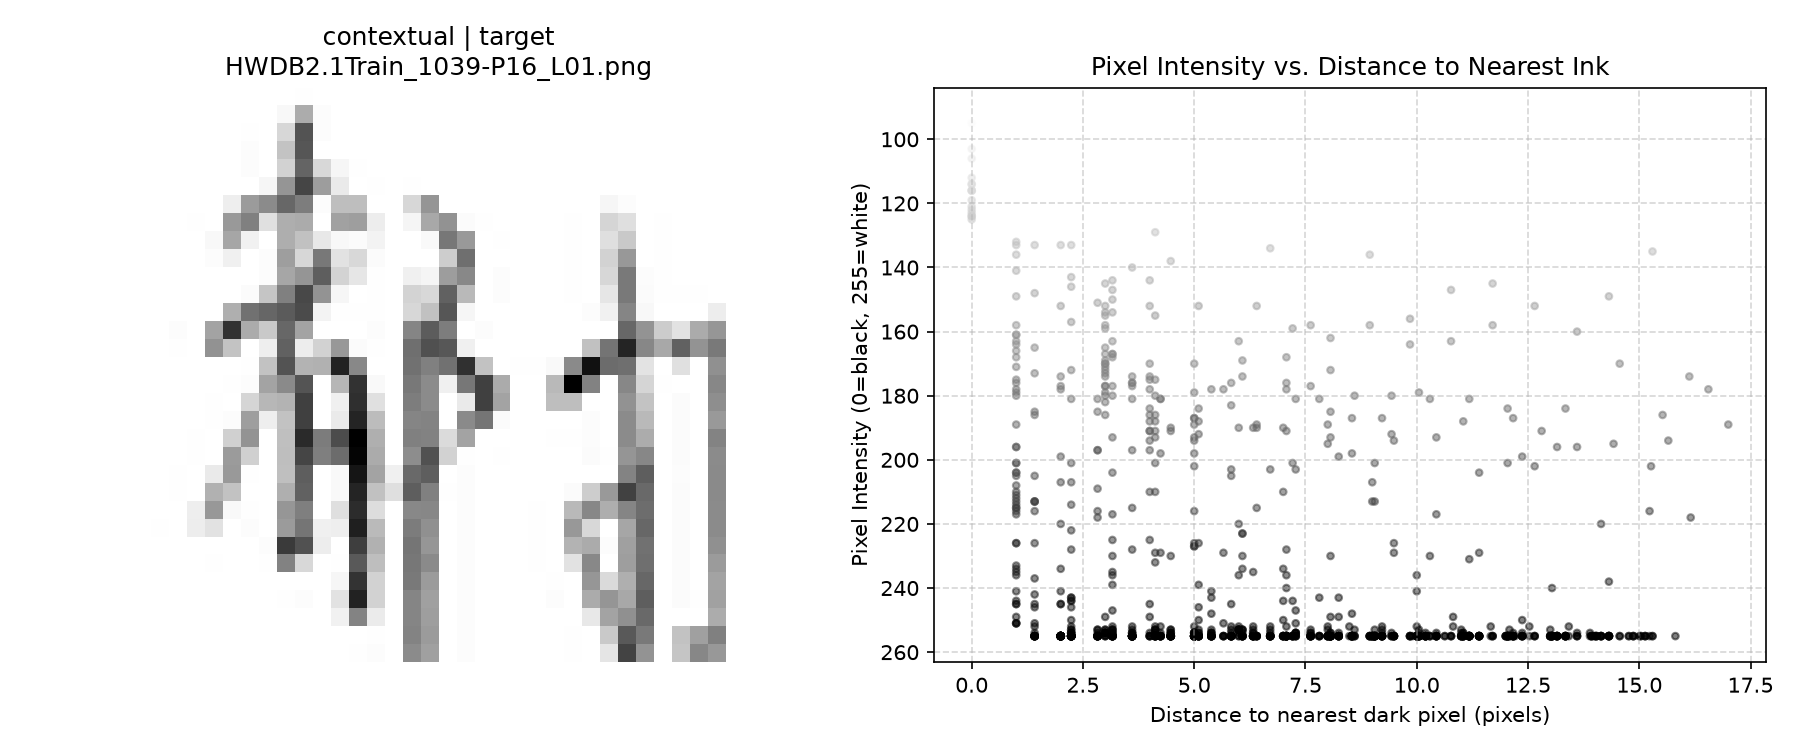 contextual | target
HWDB2.1Train_1039-P16_L01.png
Pixel Intensity vs. Distance to Nearest Ink
Pixel Intensity (0=black, 255=white)
100
120
140
160
180
200
220
240
260
0.0 2.5 5.0 7.5 10.0 12.5 15.0 17.5
Distance to nearest dark pixel (pixels)